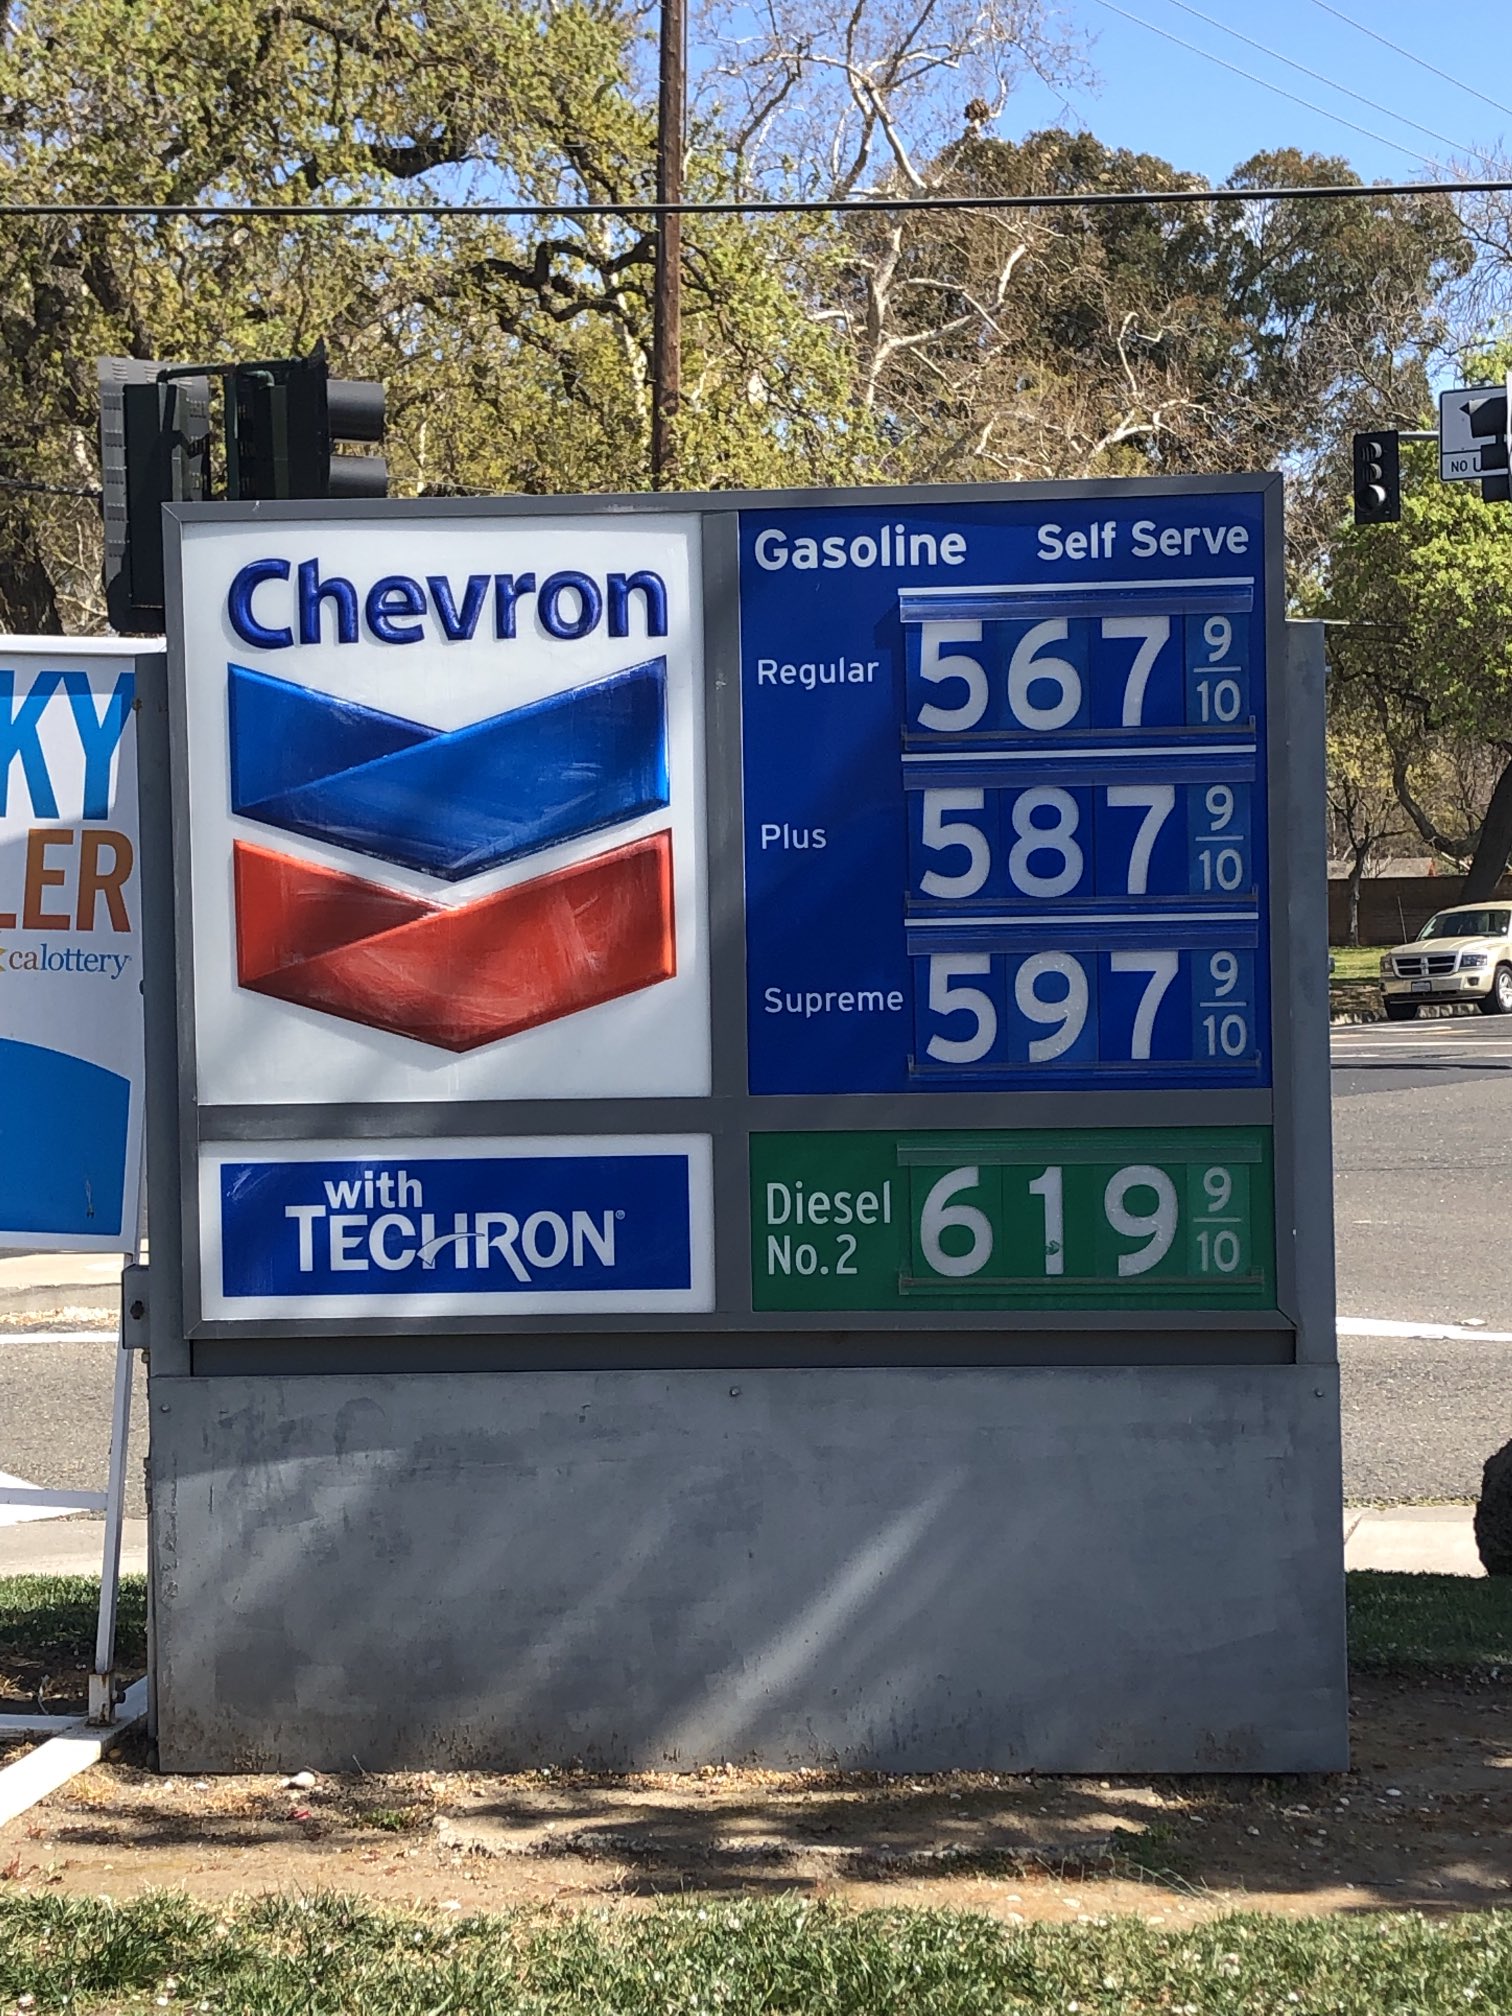 Chevron
with
TECHRON®
Gasoline Self Serve
Regular 567 9/10
Plus 587 9/10
Supreme 597 9/10
Diesel
No.2 619 9/10
KY
ER
calottery
NO U